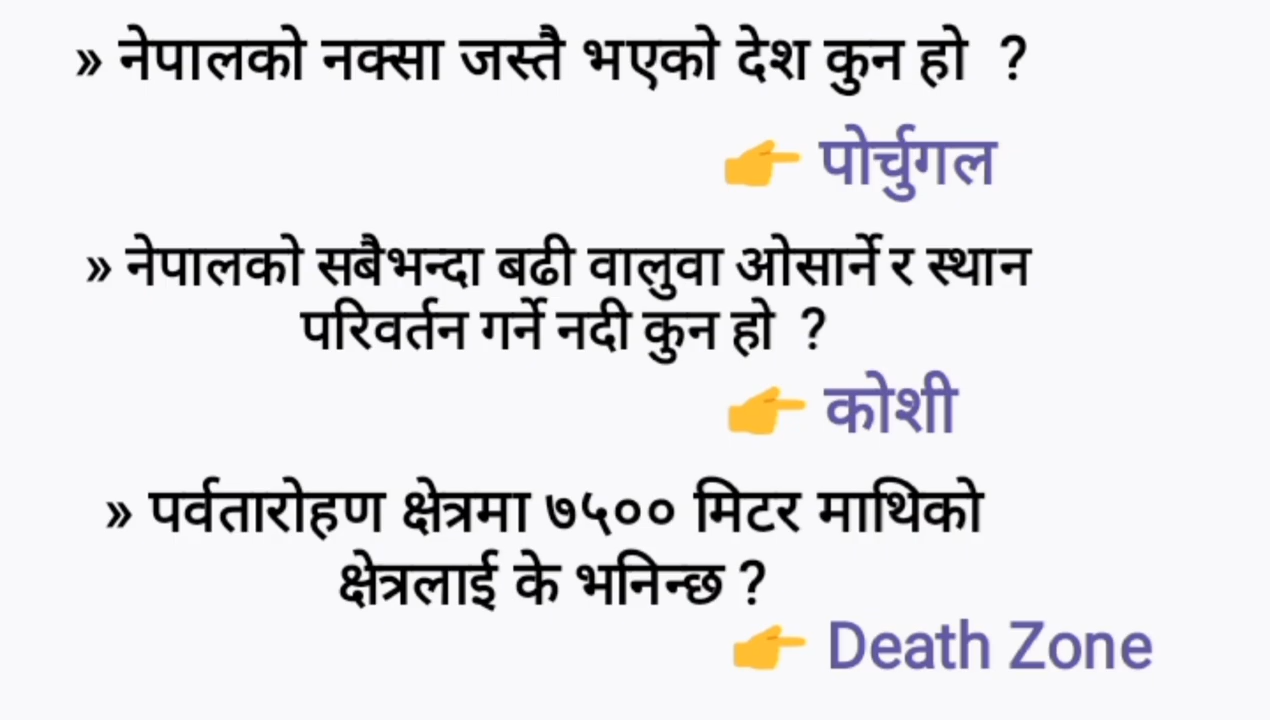 » नेपालको नक्सा जस्तै भएको देश कुन हो ?
👉 पोर्चुगल
» नेपालको सबैभन्दा बढी वालुवा ओसार्ने र स्थान
परिवर्तन गर्ने नदी कुन हो ?
👉 कोशी
» पर्वतारोहण क्षेत्रमा ७५०० मिटर माथिको
क्षेत्रलाई के भनिन्छ ?
👉 Death Zone